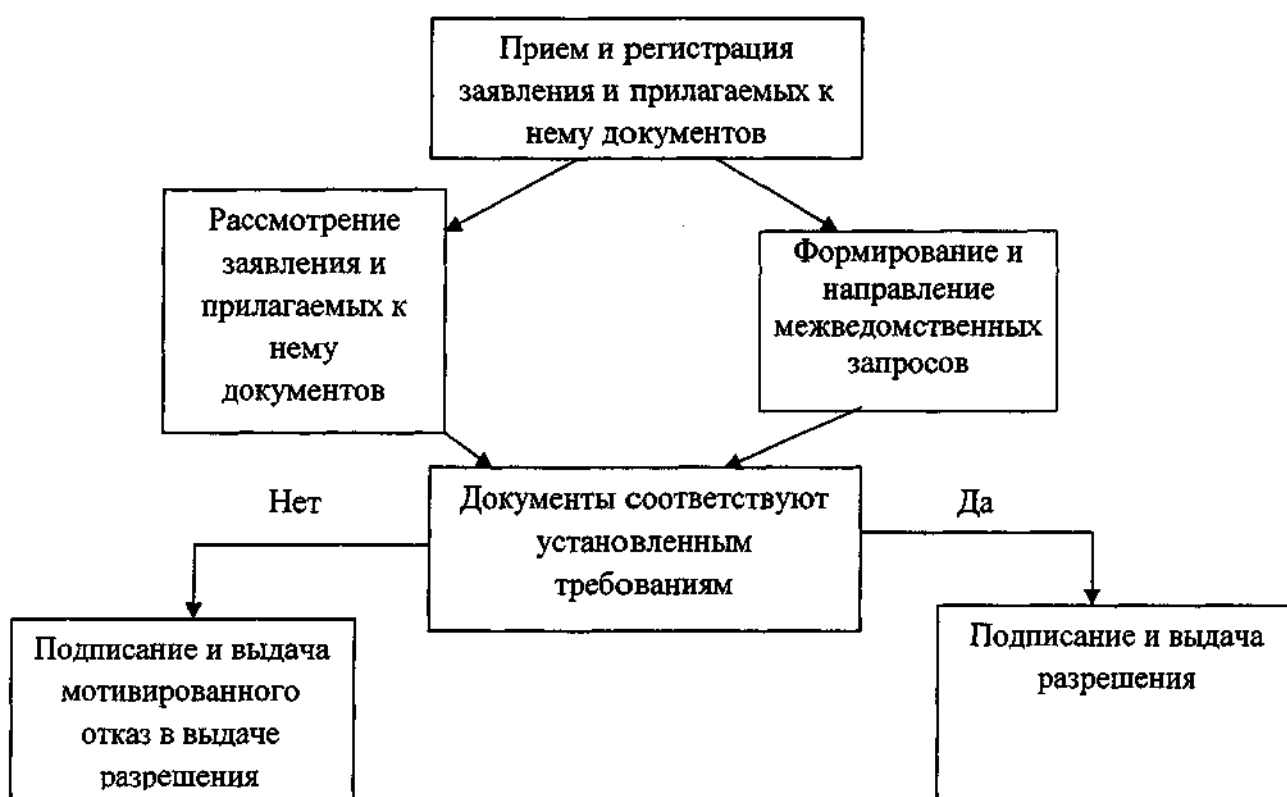 Прием и регистрация
заявления и прилагаемых к
нему документов
Рассмотрение
заявления и
прилагаемых к
нему
документов
Формирование и
направление
межведомственных
запросов
Нет
Документы соответствуют
установленным
требованиям
Да
Подписание и выдача
мотивированного
отказ в выдаче
разрешения
Подписание и выдача
разрешения